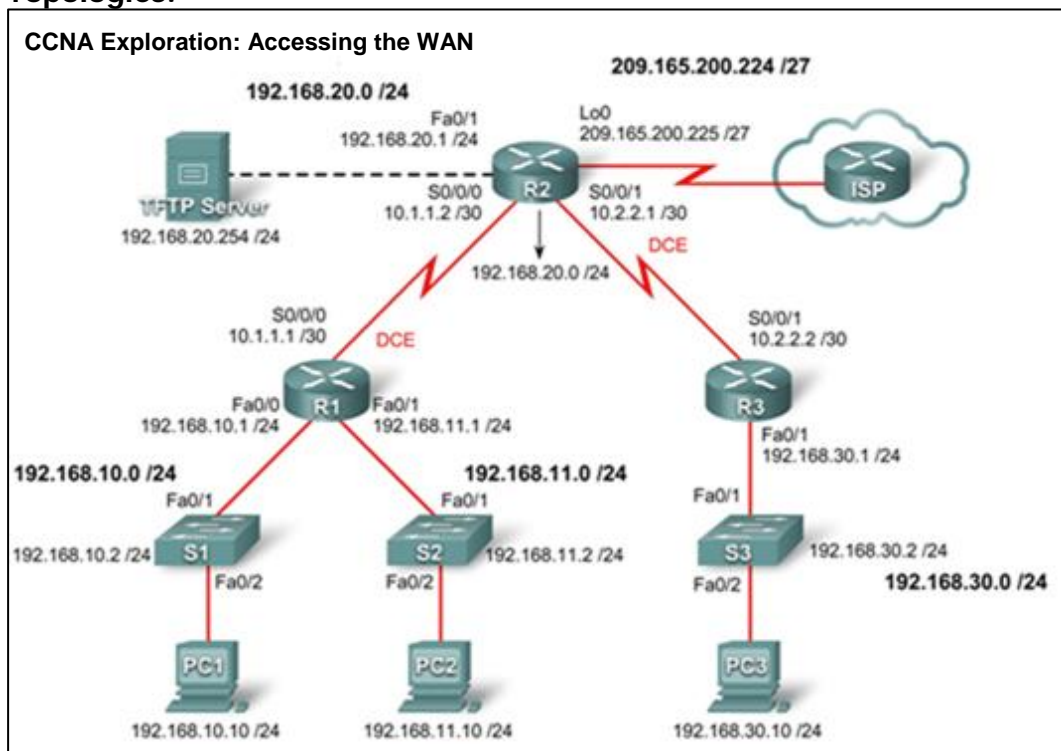 Topologies:
CCNA Exploration: Accessing the WAN
209.165.200.224 /27
192.168.20.0 /24
Fa0/1
192.168.20.1 /24
Lo0
209.165.200.225 /27
R2
ISP
TFTP Server
192.168.20.254 /24
S0/0/0
10.1.1.2 /30
S0/0/1
10.2.2.1 /30
DCE
192.168.20.0 /24
S0/0/0
10.1.1.1 /30
DCE
S0/0/1
10.2.2.2 /30
R1
R3
Fa0/0
192.168.10.1 /24
Fa0/1
192.168.11.1 /24
Fa0/1
192.168.30.1 /24
192.168.10.0 /24
192.168.11.0 /24
Fa0/1
Fa0/1
Fa0/1
192.168.10.2 /24
S1
S2
192.168.11.2 /24
S3
192.168.30.2 /24
Fa0/2
Fa0/2
Fa0/2
192.168.30.0 /24
PC1
PC2
PC3
192.168.10.10 /24
192.168.11.10 /24
192.168.30.10 /24